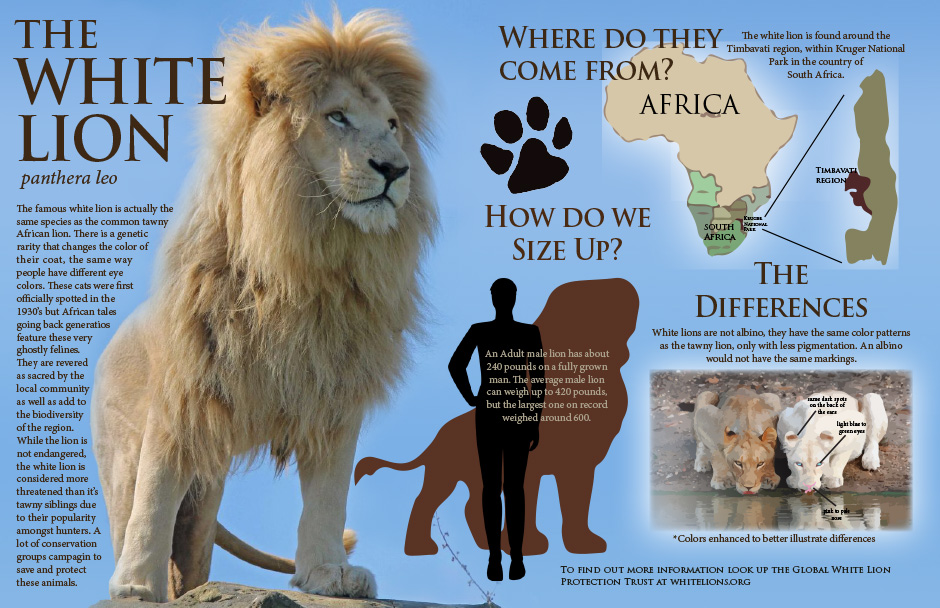 THE
WHITE
LION
panthera leo
The famous white lion is actually the
same species as the common tawny
African lion. There is a genetic
rarity that changes the color of
their coat, the same way
people have different eye
colors. These cats were first
officially spotted in the
1930's but African tales
going back generatios
feature these very
ghostly felines.
They are revered
as sacred by the
local community
as well as add to
the biodiversity
of the region.
While the lion is
not endangered,
the white lion is
considered more
threatened than it's
tawny siblings due
to their popularity
amongst hunters. A
lot of conservation
groups campagin to
save and protect
these animals.
WHERE DO THEY
COME FROM?
The white lion is found around the
Timbavati region, within Kruger National
Park in the country of
South Africa.
AFRICA
TIMBAVATI
REGION
KRUGER
NATIONAL
PARK
SOUTH
AFRICA
HOW DO WE
SIZE UP?
An Adult male lion has about
240 pounds on a fully grown
man. The average male lion
can weigh up to 420 pounds,
but the largest one on record
weighed around 600.
THE
DIFFERENCES
White lions are not albino, they have the same color patterns
as the tawny lion, only with less pigmentation. An albino
would not have the same markings.
same dark spots
on the back of
the ears
light blue to
green eyes
pink to pale
nose
*Colors enhanced to better illustrate differences
TO FIND OUT MORE INFORMATION LOOK UP THE GLOBAL WHITE LION
PROTECTION TRUST AT WHITELIONS.ORG